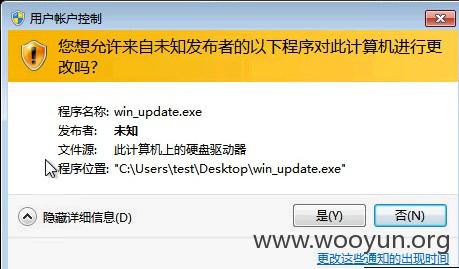 用户帐户控制
您想允许来自未知发布者的以下程序对此计算机进行更
改吗?
程序名称: win_update.exe
发布者: 未知
文件源: 此计算机上的硬盘驱动器
程序位置: "C:\Users\test\Desktop\win_update.exe"
隐藏详细信息(D)
是(Y)
否(N)
www.wooyun.org
更改这些通知的出现时间